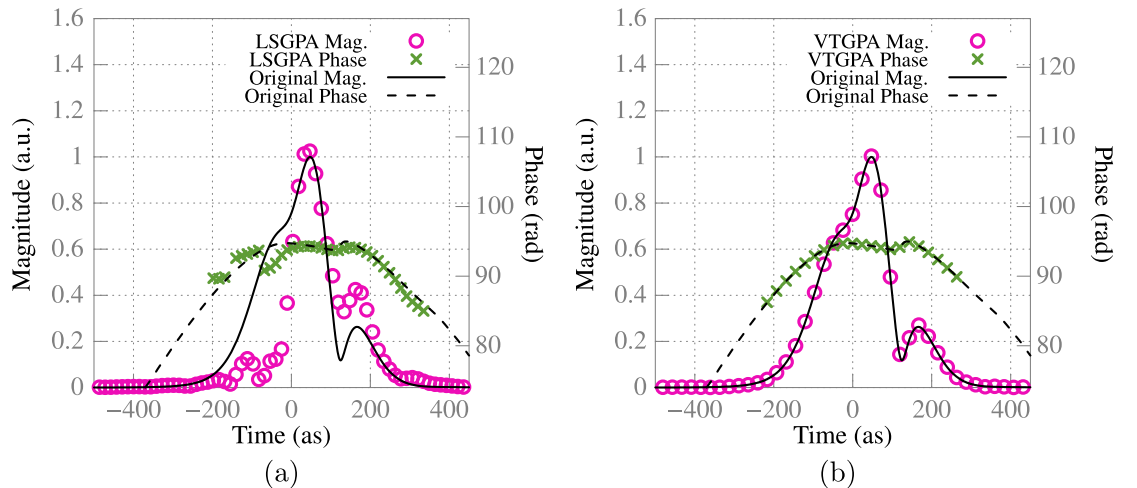 1.6
1.4
1.2
1
0.8
0.6
0.4
0.2
0
Magnitude (a.u.)
LSGPA Mag.
LSGPA Phase
Original Mag.
Original Phase
120
110
100
90
80
Phase (rad)
−400 −200 0 200 400
Time (as)
(a)
1.6
1.4
1.2
1
0.8
0.6
0.4
0.2
0
Magnitude (a.u.)
VTGPA Mag.
VTGPA Phase
Original Mag.
Original Phase
120
110
100
90
80
Phase (rad)
−400 −200 0 200 400
Time (as)
(b)